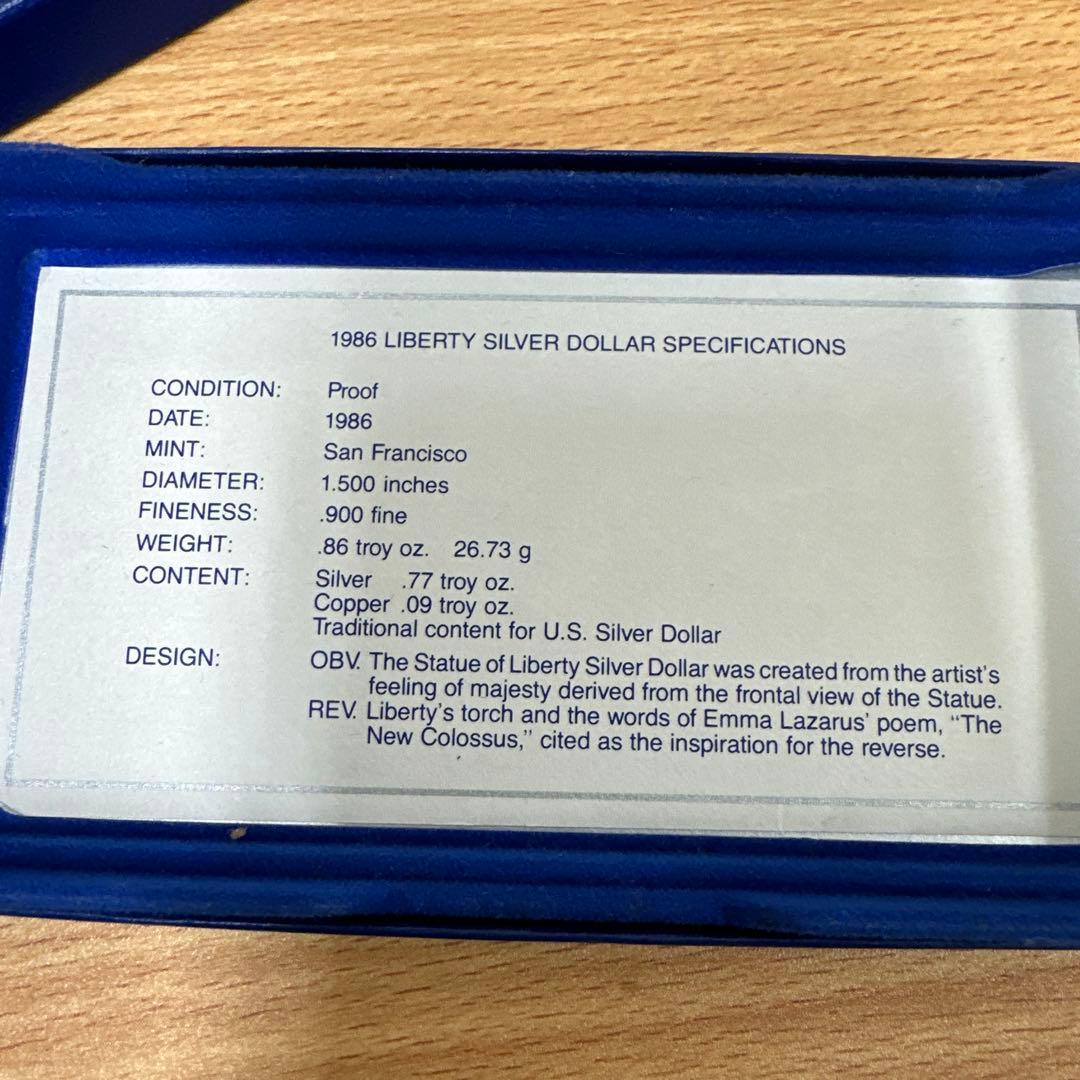 1986 LIBERTY SILVER DOLLAR SPECIFICATIONS
CONDITION: Proof
DATE: 1986
MINT: San Francisco
DIAMETER: 1.500 inches
FINENESS: .900 fine
WEIGHT: .86 troy oz. 26.73 g
CONTENT: Silver .77 troy oz.
Copper .09 troy oz.
Traditional content for U.S. Silver Dollar
DESIGN: OBV. The Statue of Liberty Silver Dollar was created from the artist's
feeling of majesty derived from the frontal view of the Statue.
REV. Liberty's torch and the words of Emma Lazarus' poem, "The
New Colossus," cited as the inspiration for the reverse.